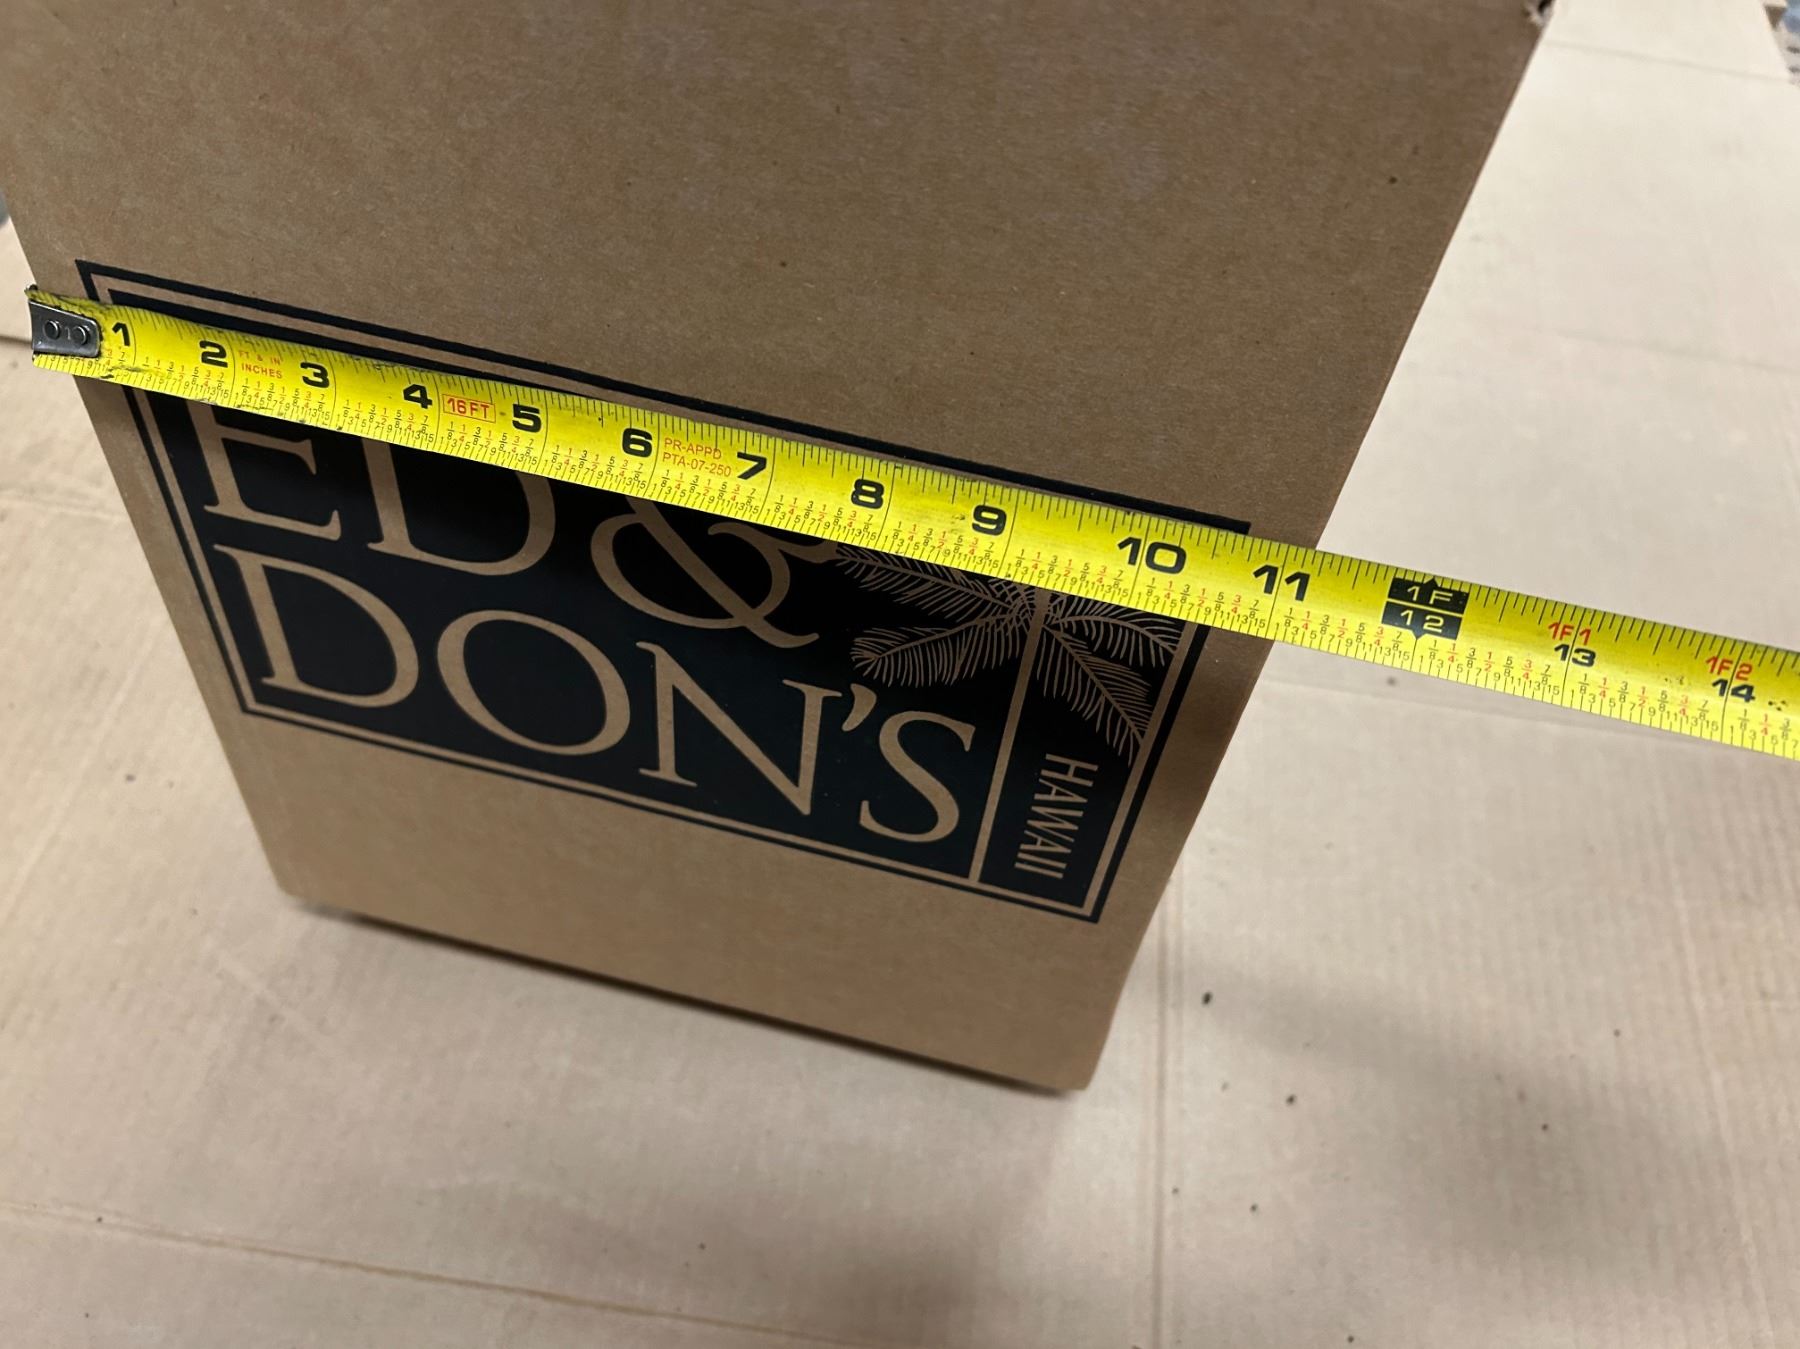 1 2 3 4 5 6 7 8 9 10 11 12 13 14
FT & IN
INCHES
16FT
PR-APPD
PTA-07-250
1F
1F1
1F2
ED &
DON'S
HAWAII